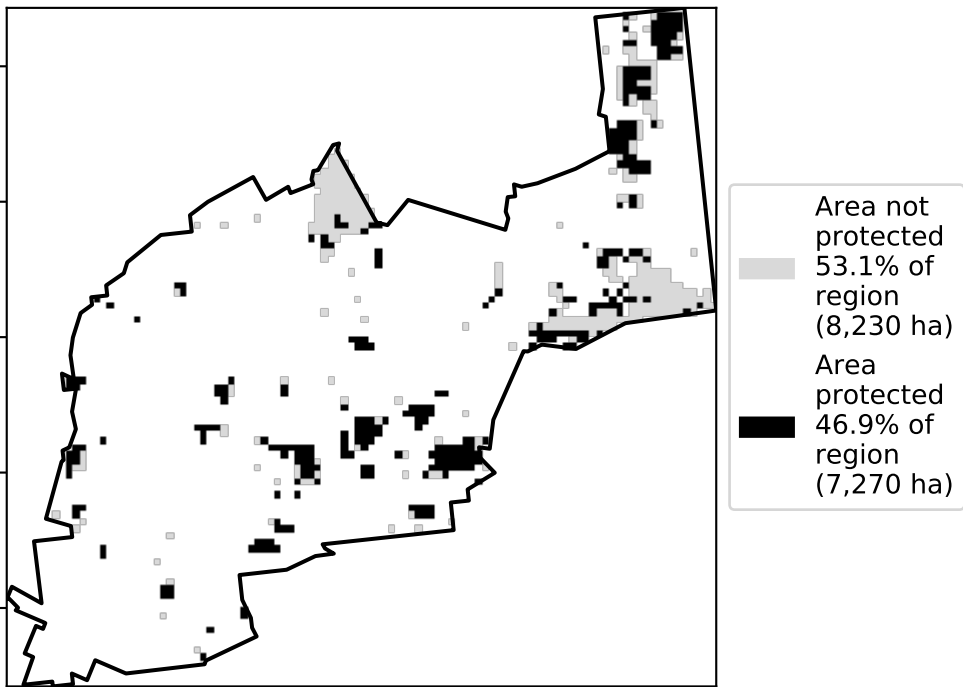 Area not
protected
53.1% of
region
(8,230 ha)
Area
protected
46.9% of
region
(7,270 ha)